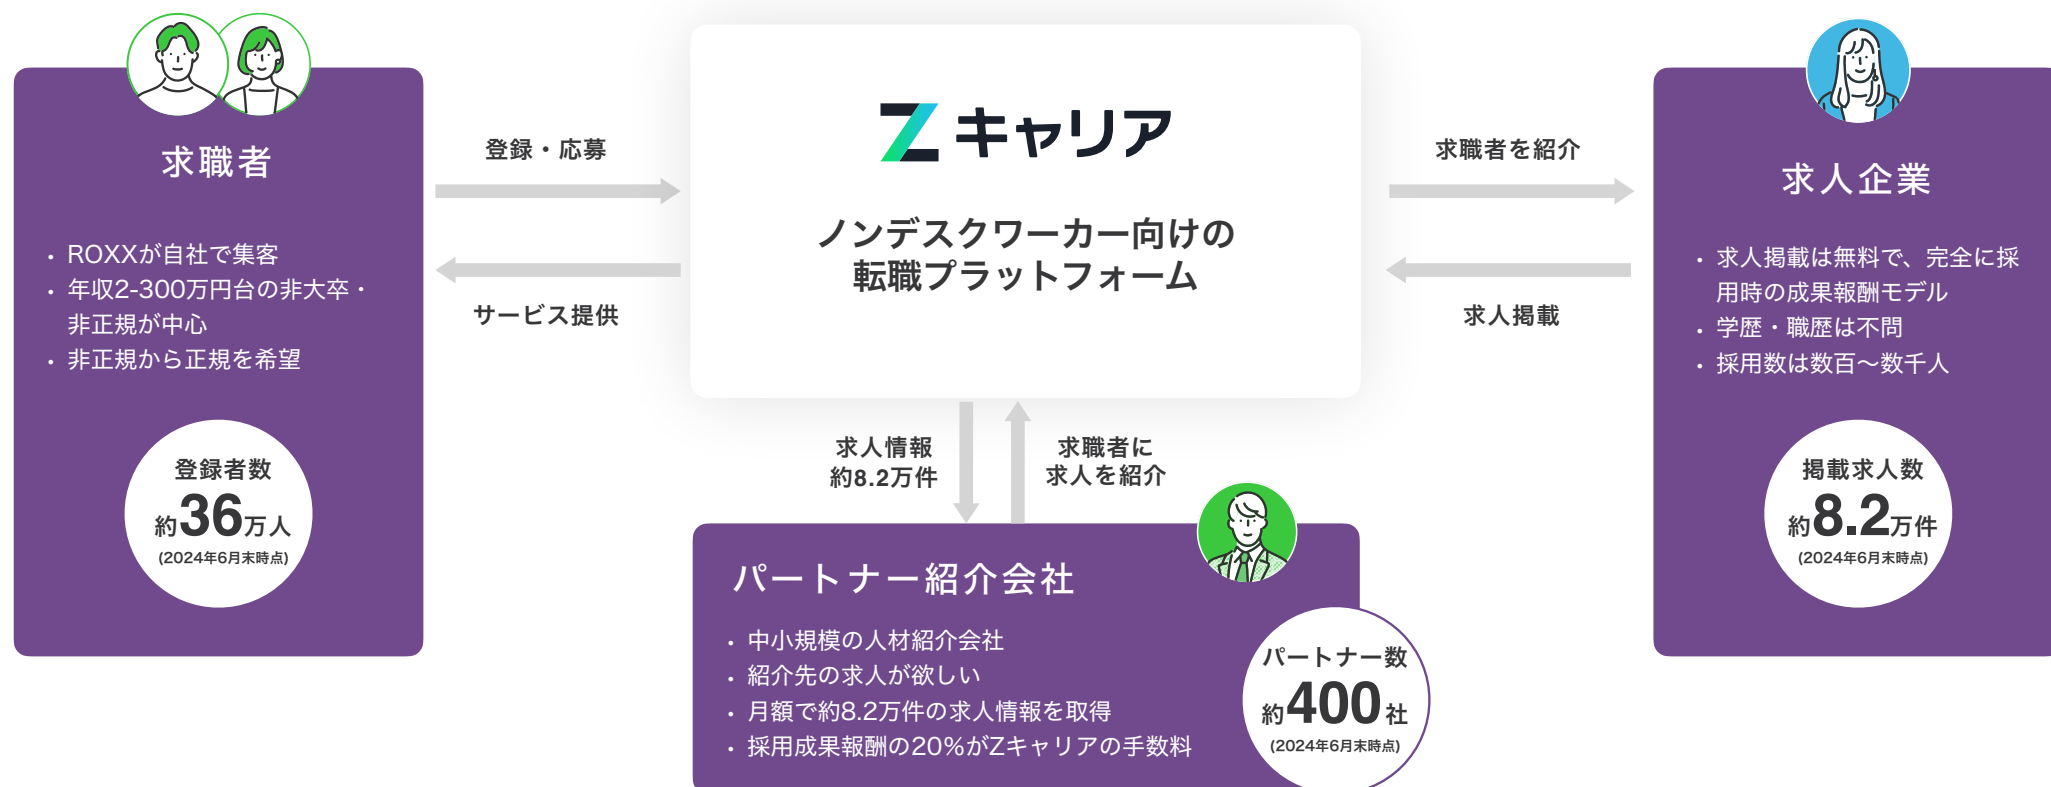 求職者
・ROXXが自社で集客
・年収2-300万円台の非大卒・
非正規が中心
・非正規から正規を希望
登録者数
約36万人
(2024年6月末時点)
登録・応募
サービス提供
Zキャリア
ノンデスクワーカー向けの
転職プラットフォーム
求人情報
約8.2万件
求職者に
求人を紹介
求職者を紹介
求人掲載
パートナー紹介会社
・中小規模の人材紹介会社
・紹介先の求人が欲しい
・月額で約8.2万件の求人情報を取得
・採用成果報酬の20%がZキャリアの手数料
パートナー数
約400社
(2024年6月末時点)
求人企業
・求人掲載は無料で、完全に採
用時の成果報酬モデル
・学歴・職歴は不問
・採用数は数百〜数千人
掲載求人数
約8.2万件
(2024年6月末時点)